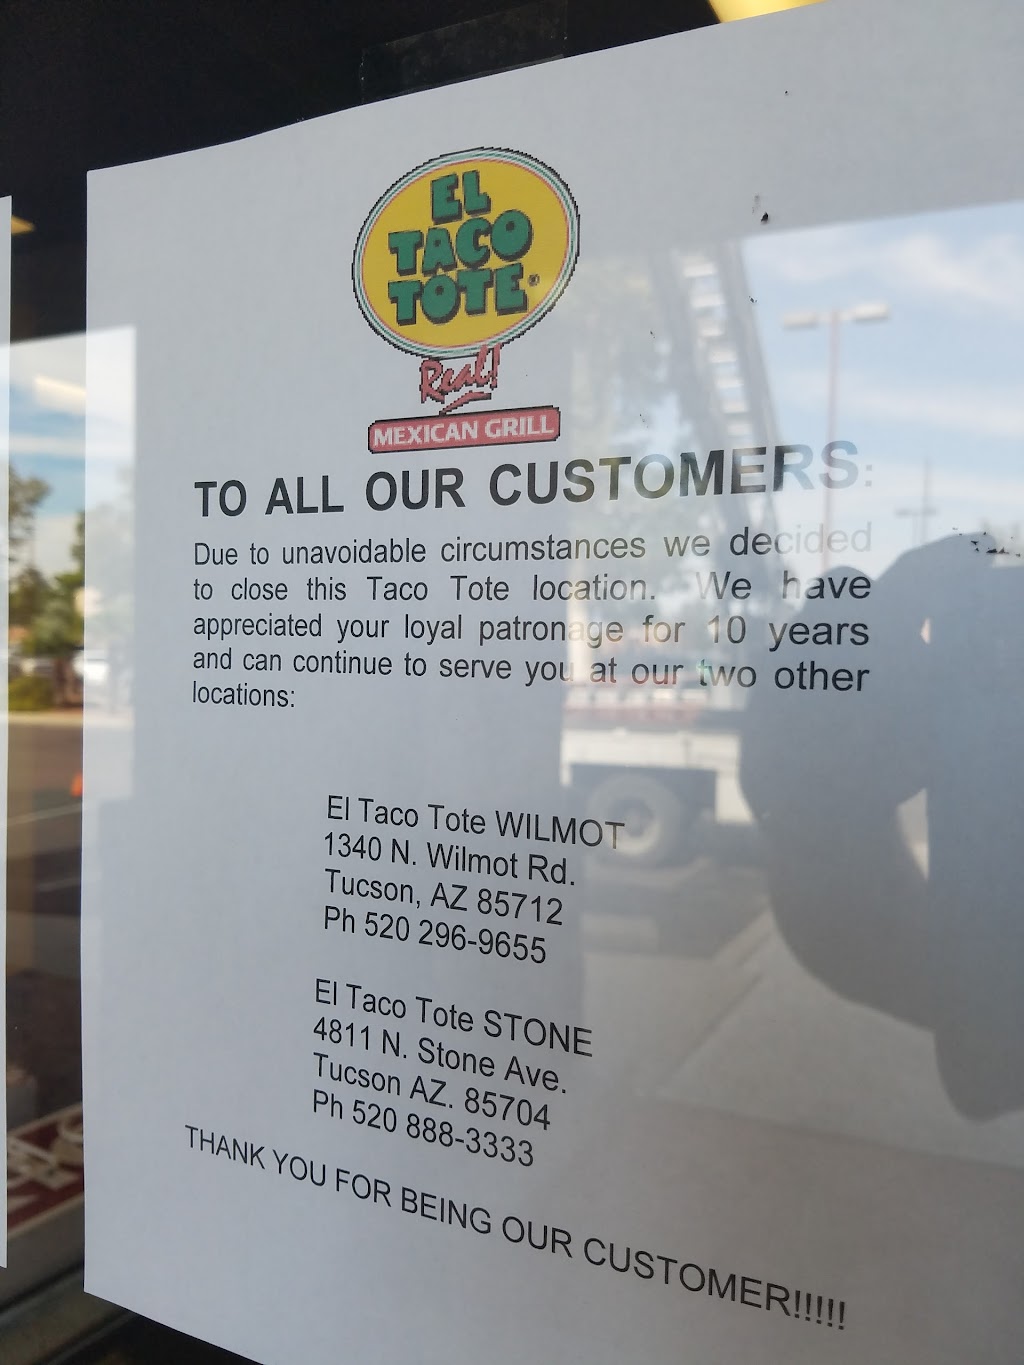 EL
TACO
TOTE®
Real!
MEXICAN GRILL
TO ALL OUR CUSTOMERS:
Due to unavoidable circumstances we decided
to close this Taco Tote location. We have
appreciated your loyal patronage for 10 years
and can continue to serve you at our two other
locations:
El Taco Tote WILMOT
1340 N. Wilmot Rd.
Tucson, AZ 85712
Ph 520 296-9655
El Taco Tote STONE
4811 N. Stone Ave.
Tucson AZ. 85704
Ph 520 888-3333
THANK YOU FOR BEING OUR CUSTOMER!!!!!